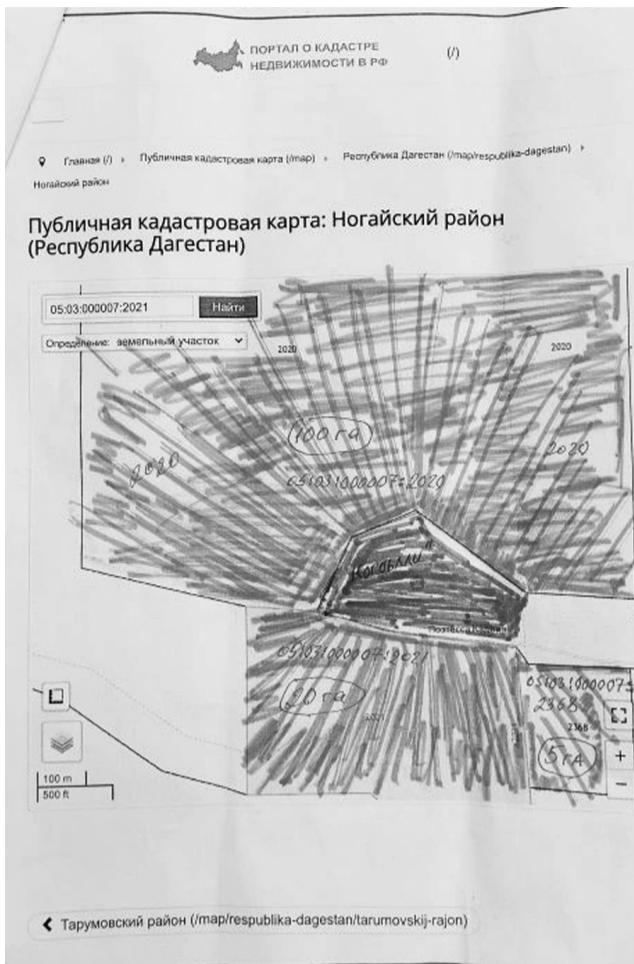 ПОРТАЛ О КАДАСТРЕ
НЕДВИЖИМОСТИ В РФ
(/)
Главная (/) › Публичная кадастровая карта (/map) › Республика Дагестан (/map/respublika-dagestan) ›
Ногайский район
Публичная кадастровая карта: Ногайский район
(Республика Дагестан)
05:03:000007:2021 Найти
Определение: земельный участок
2020 2020
100 га
2020 2020
05:03:000007:2020
05:03:000007:2021
05:03:000007:
2368
20 га
2021 2368
5 га
100 m
500 ft
+
−
Тарумовский район (/map/respublika-dagestan/tarumovskij-rajon)